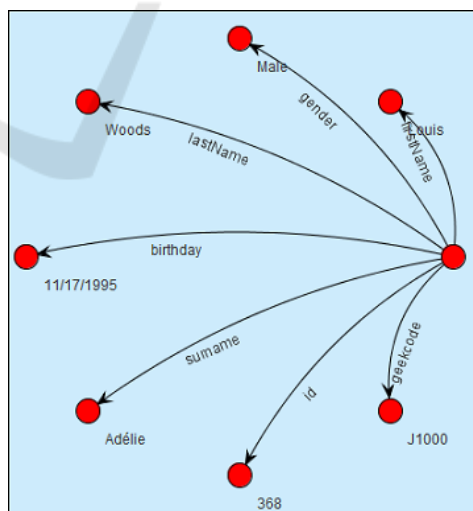 Male
gender
Louis
firstName
Woods
lastName
birthday
11/17/1995
surname
geekcode
id
Adélie
J1000
368